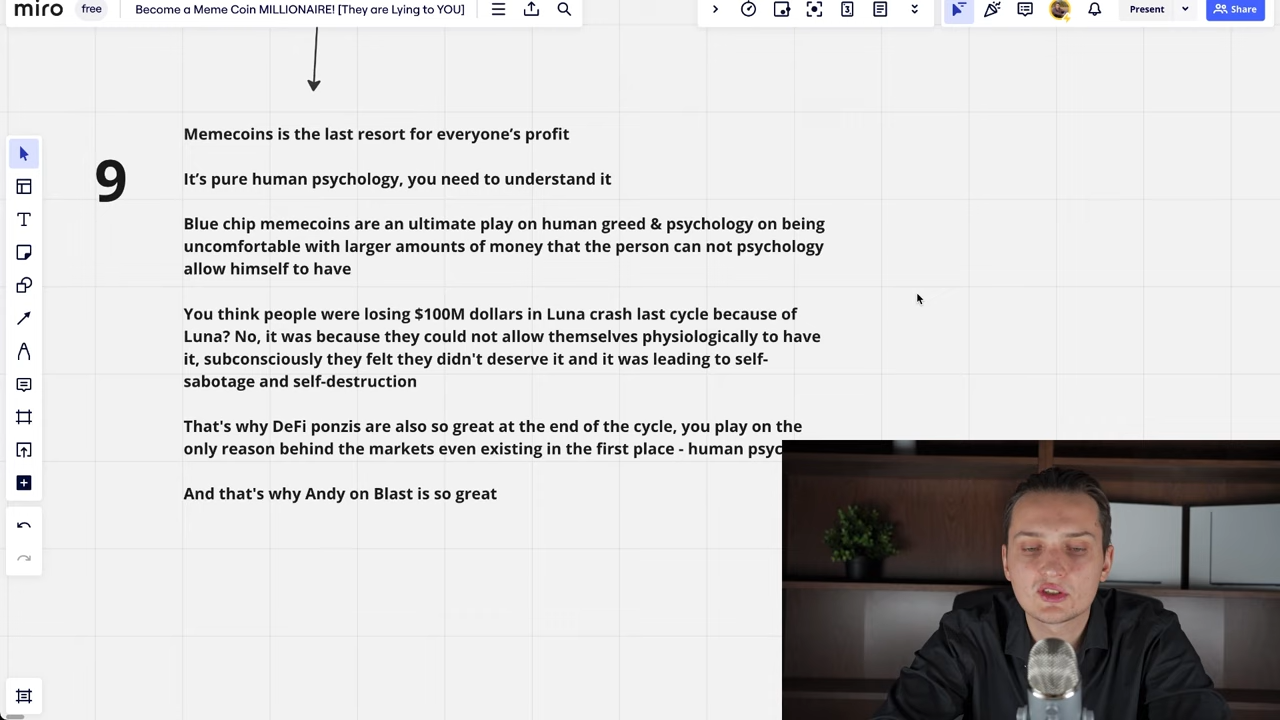 miro
free
Become a Meme Coin MILLIONAIRE! [They are Lying to YOU]
3
Present
Share
9
Memecoins is the last resort for everyone's profit
It's pure human psychology, you need to understand it
Blue chip memecoins are an ultimate play on human greed & psychology on being
uncomfortable with larger amounts of money that the person can not psychology
allow himself to have
You think people were losing $100M dollars in Luna crash last cycle because of
Luna? No, it was because they could not allow themselves physiologically to have
it, subconsciously they felt they didn't deserve it and it was leading to self-
sabotage and self-destruction
That's why DeFi ponzis are also so great at the end of the cycle, you play on the
only reason behind the markets even existing in the first place - human psyc
And that's why Andy on Blast is so great